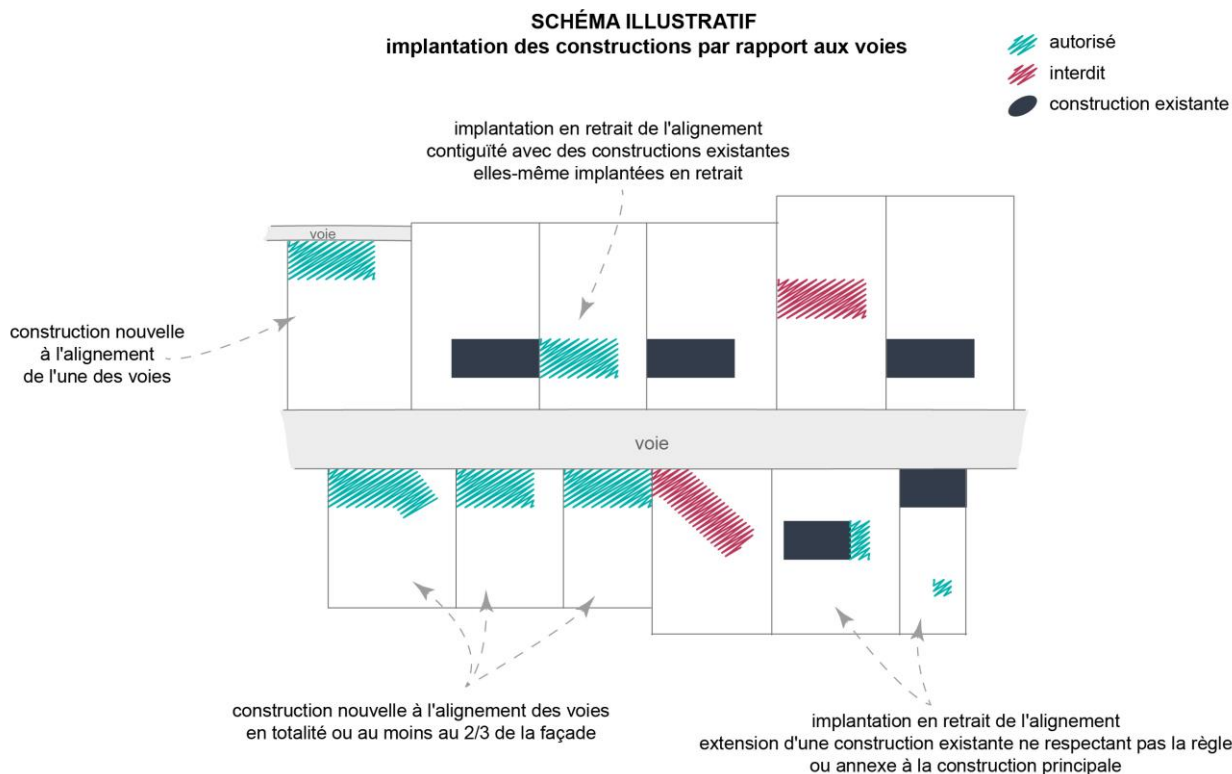 SCHÉMA ILLUSTRATIF
implantation des constructions par rapport aux voies
autorisé
interdit
construction existante
implantation en retrait de l'alignement
contiguïté avec des constructions existantes
elles-même implantées en retrait
voie
construction nouvelle
à l'alignement
de l'une des voies
voie
construction nouvelle à l'alignement des voies
en totalité ou au moins au 2/3 de la façade
implantation en retrait de l'alignement
extension d'une construction existante ne respectant pas la règle
ou annexe à la construction principale